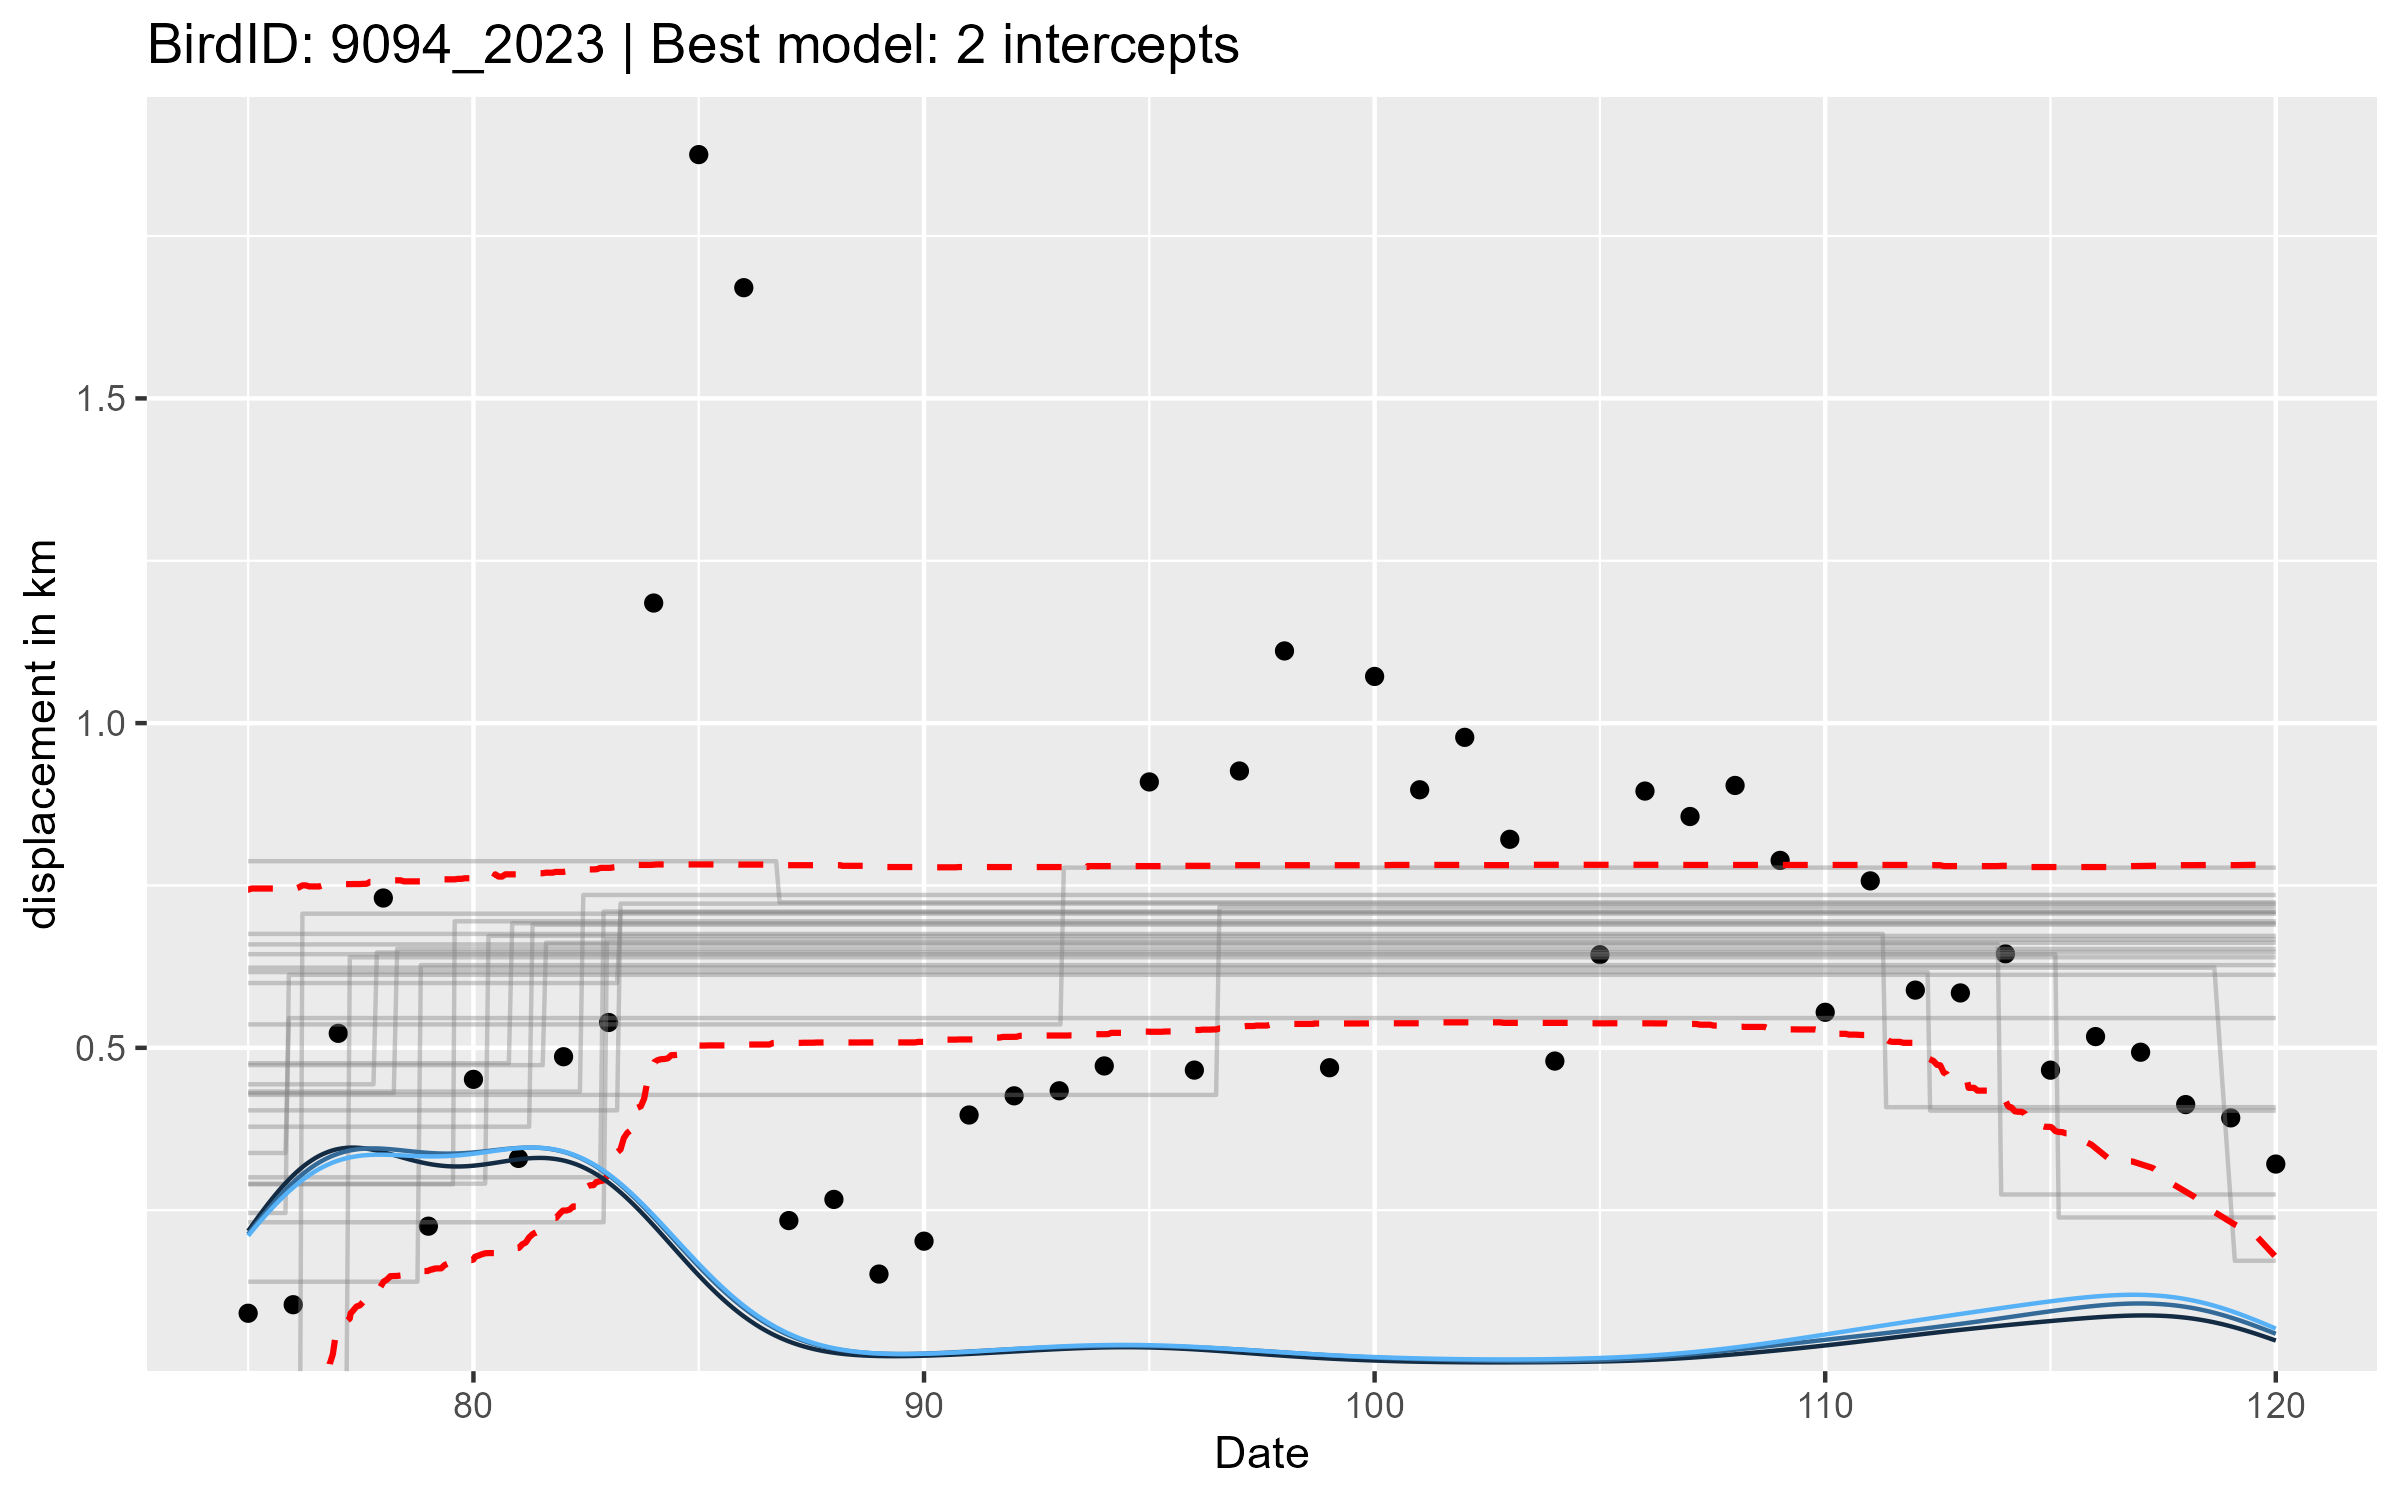 BirdID: 9094_2023 | Best model: 2 intercepts
displacement in km
1.5
1.0
0.5
80
90
100
110
120
Date